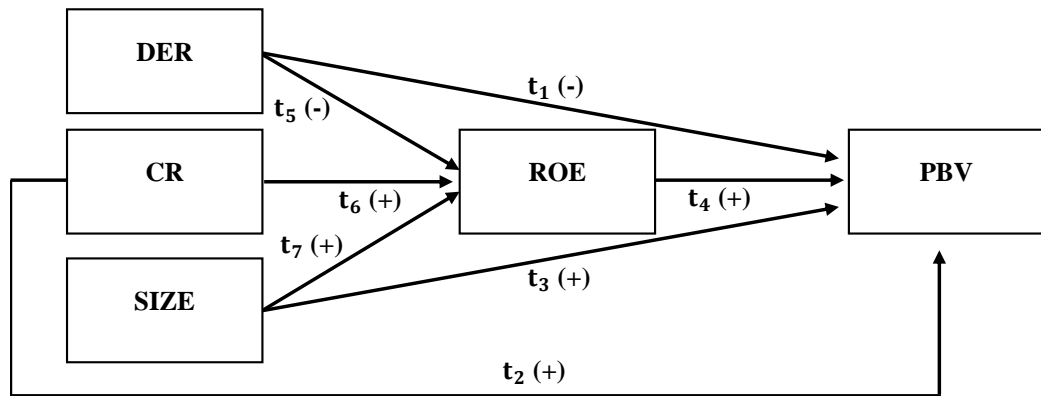 DER
t₁ (-)
t₅ (-)
CR
ROE
PBV
t₆ (+)
t₄ (+)
t₇ (+)
t₃ (+)
SIZE
t₂ (+)